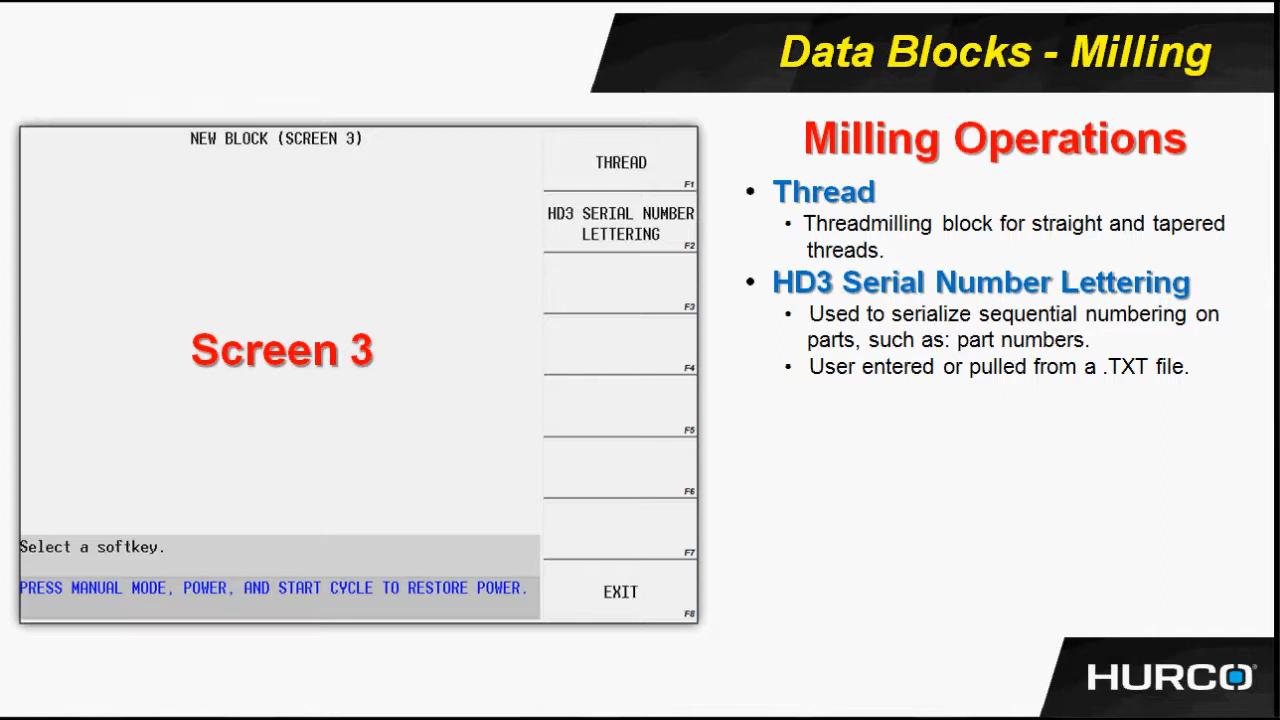 Data Blocks - Milling
NEW BLOCK (SCREEN 3)
THREAD
F1
HD3 SERIAL NUMBER
LETTERING
F2
F3
F4
F5
F6
F7
EXIT
F8
Screen 3
Select a softkey.
PRESS MANUAL MODE, POWER, AND START CYCLE TO RESTORE POWER.
Milling Operations
• Thread
• Threadmilling block for straight and tapered
threads.
• HD3 Serial Number Lettering
• Used to serialize sequential numbering on
parts, such as: part numbers.
• User entered or pulled from a .TXT file.
HURCO